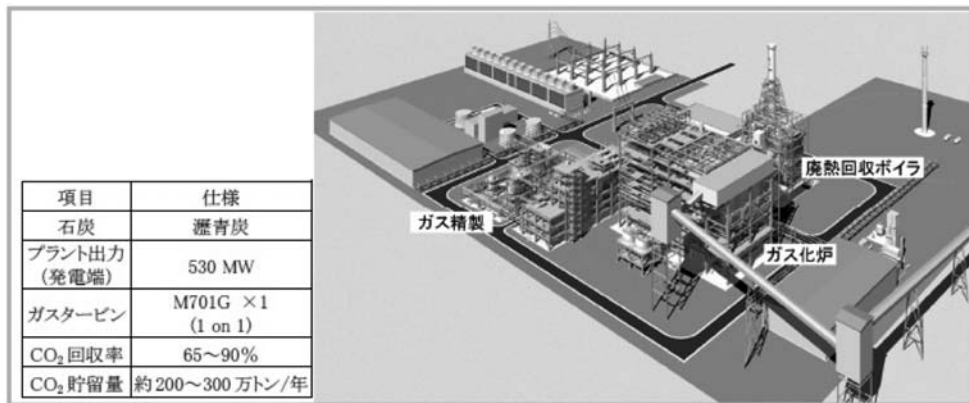 項目 仕様
石炭 瀝青炭
プラント出力
(発電端) 530 MW
ガスタービン M701G ×1
(1 on 1)
CO₂回収率 65～90%
CO₂貯留量 約200～300万トン/年
廃熱回収ボイラ
ガス精製
ガス化炉